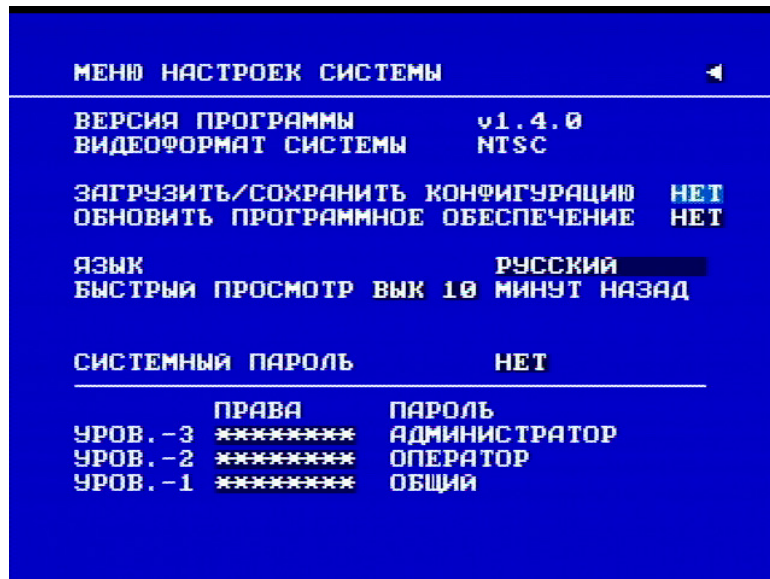 МЕНЮ НАСТРОЕК СИСТЕМЫ
ВЕРСИЯ ПРОГРАММЫ v1.4.0
ВИДЕОФОРМАТ СИСТЕМЫ NTSC
ЗАГРУЗИТЬ/СОХРАНИТЬ КОНФИГУРАЦИЮ НЕТ
ОБНОВИТЬ ПРОГРАММНОЕ ОБЕСПЕЧЕНИЕ НЕТ
ЯЗЫК РУССКИЙ
БЫСТРЫЙ ПРОСМОТР ВЫК 10 МИНУТ НАЗАД
СИСТЕМНЫЙ ПАРОЛЬ НЕТ
ПРАВА ПАРОЛЬ
УРОВ.-3 ******** АДМИНИСТРАТОР
УРОВ.-2 ******** ОПЕРАТОР
УРОВ.-1 ******** ОБЩИЙ